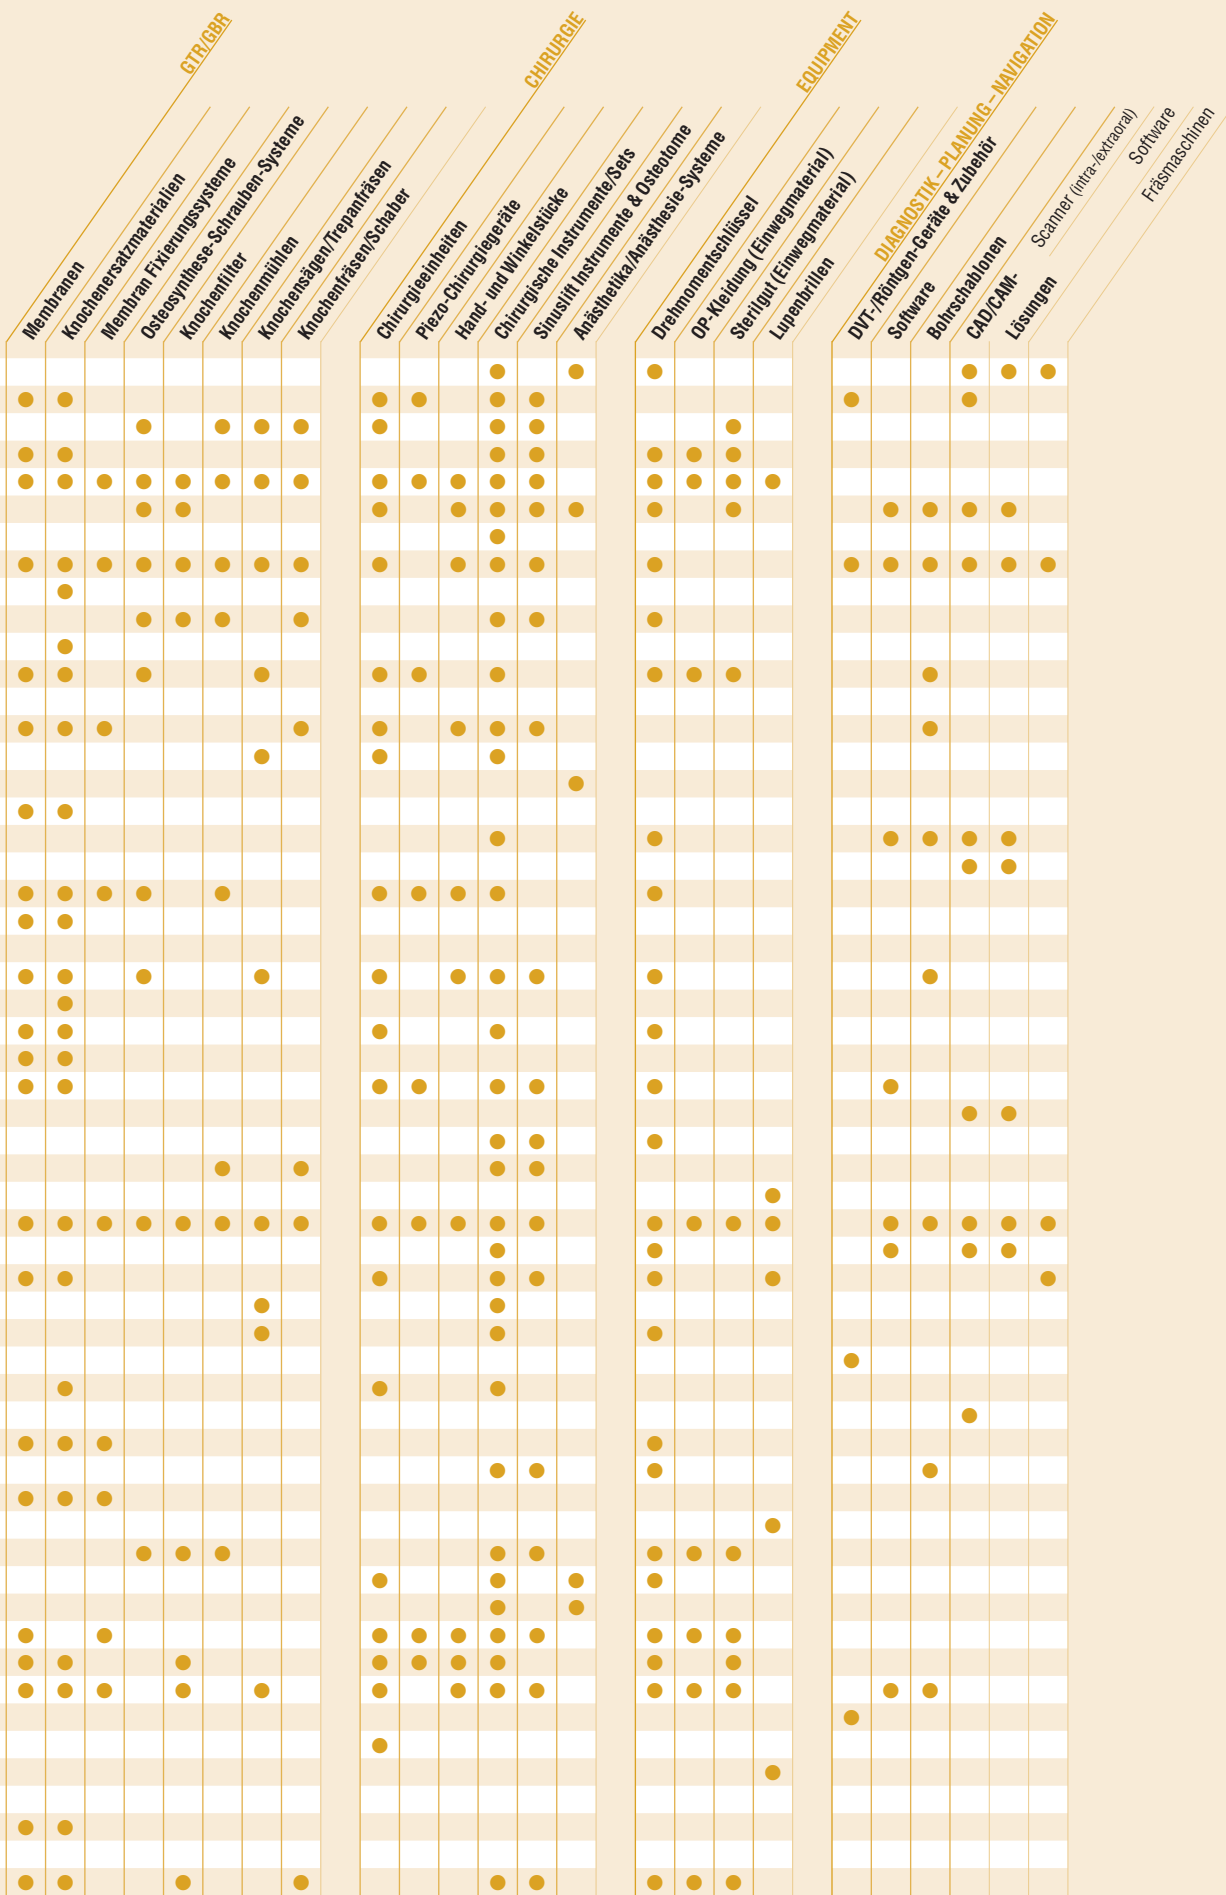 GTR/GBR
Membranen
Knochenersatzmaterialien
Membran Fixierungssysteme
Osteosynthese-Schrauben-Systeme
Knochenfilter
Knochenmühlen
Knochensägen/Trepanfräsen
Knochenfräsen/Schaber
CHIRURGIE
Chirurgieeinheiten
Piezo-Chirurgiegeräte
Hand- und Winkelstücke
Chirurgische Instrumente/Sets
Sinuslift Instrumente & Osteotome
Anästhetika/Anästhesie-Systeme
EQUIPMENT
Drehmomentschlüssel
OP-Kleidung (Einwegmaterial)
Sterilgut (Einwegmaterial)
Lupenbrillen
DIAGNOSTIK – PLANUNG – NAVIGATION
DVT-/Röntgen-Geräte & Zubehör
Software
Bohrschablonen
CAD/CAM-
Lösungen
Scanner (intra-/extraoral)
Software
Fräsmaschinen